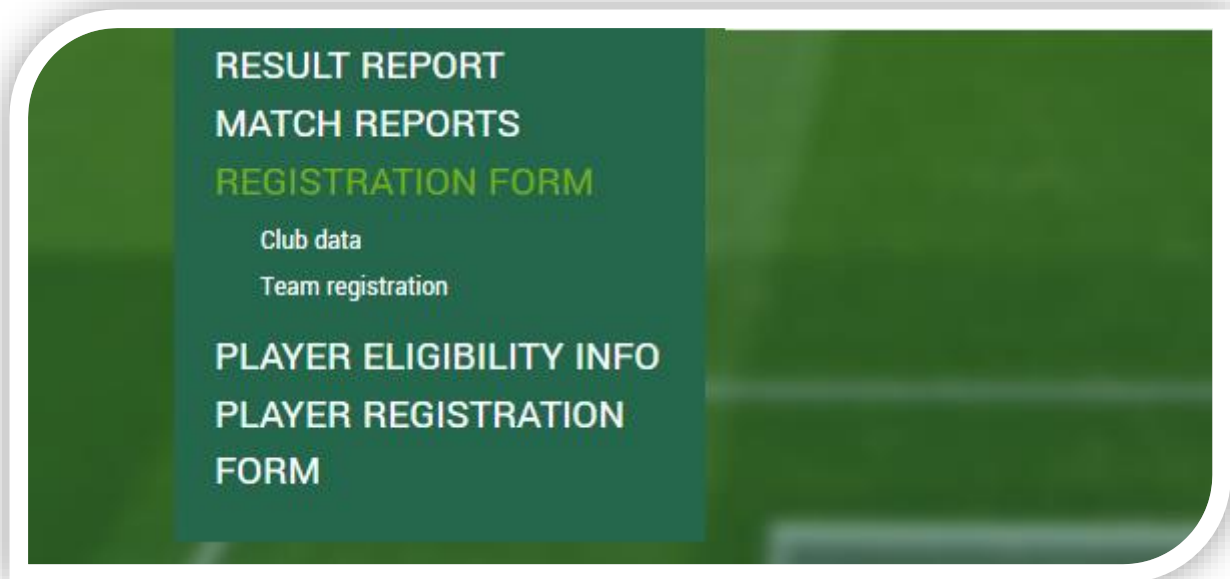 RESULT REPORT
MATCH REPORTS
REGISTRATION FORM
Club data
Team registration
PLAYER ELIGIBILITY INFO
PLAYER REGISTRATION
FORM